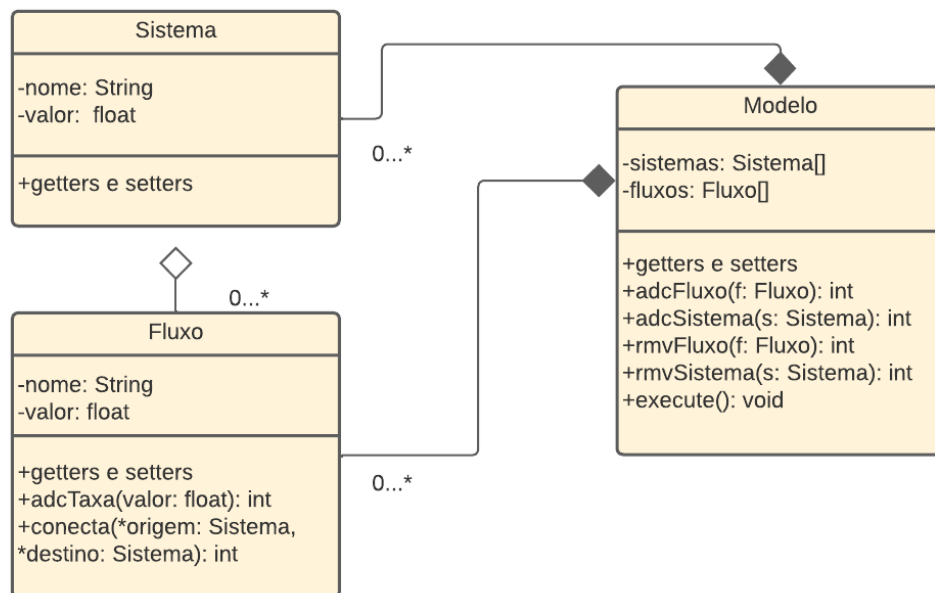 Sistema
-nome: String
-valor:  float
+getters e setters
0...*
0...*
Fluxo
-nome: String
-valor: float
+getters e setters
+adcTaxa(valor: float): int
+conecta(*origem: Sistema,
*destino: Sistema): int
0...*
Modelo
-sistemas: Sistema[]
-fluxos: Fluxo[]
+getters e setters
+adcFluxo(f: Fluxo): int
+adcSistema(s: Sistema): int
+rmvFluxo(f: Fluxo): int
+rmvSistema(s: Sistema): int
+execute(): void